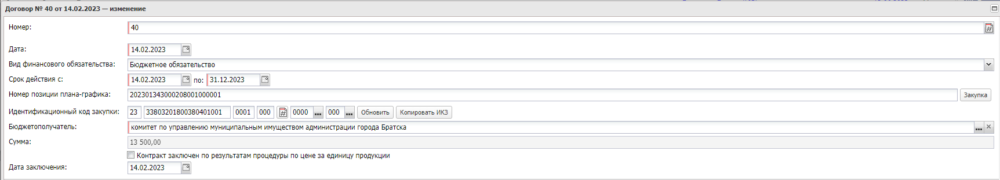 Договор № 40 от 14.02.2023 — изменение
Номер: 40
Дата: 14.02.2023
Вид финансового обязательства: Бюджетное обязательство
Срок действия с: 14.02.2023 по: 31.12.2023
Номер позиции плана-графика: 202301343000208001000001 Закупка
Идентификационный код закупки: 23 33803201800380401001 0001 000 0000 ... 000 ... Обновить Копировать ИКЗ
Бюджетополучатель: комитет по управлению муниципальным имуществом администрации города Братска ...
Сумма: 13 500,00
Контракт заключен по результатам процедуры по цене за единицу продукции
Дата заключения: 14.02.2023